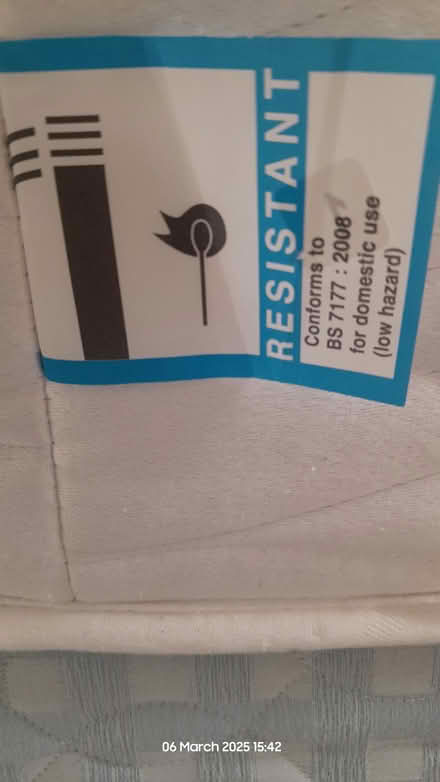 RESISTANT
Conforms to
BS 7177 : 2008
for domestic use
(low hazard)
06 March 2025 15:42